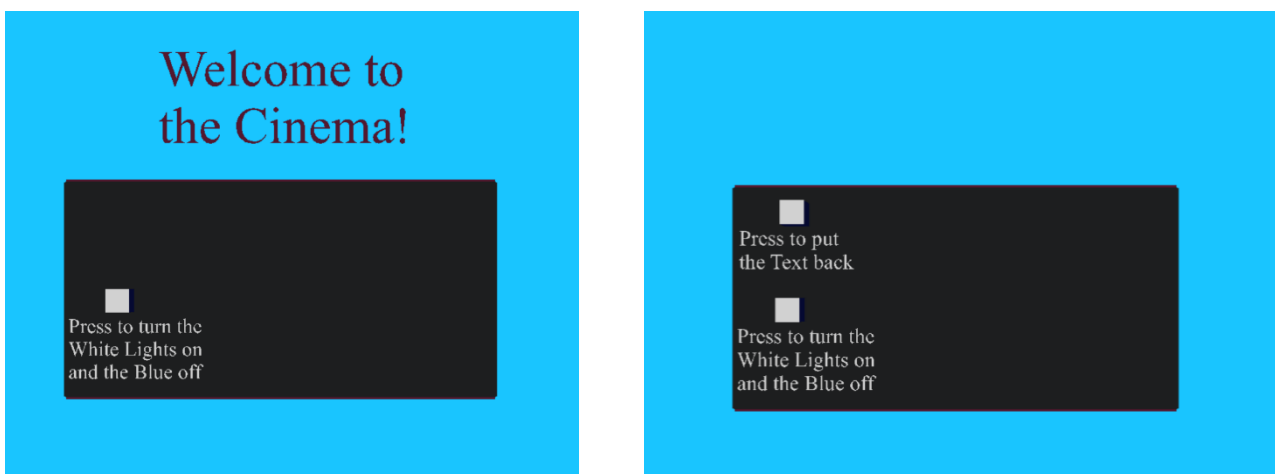 Welcome to
the Cinema!
Press to turn the
White Lights on
and the Blue off
Press to put
the Text back
Press to turn the
White Lights on
and the Blue off